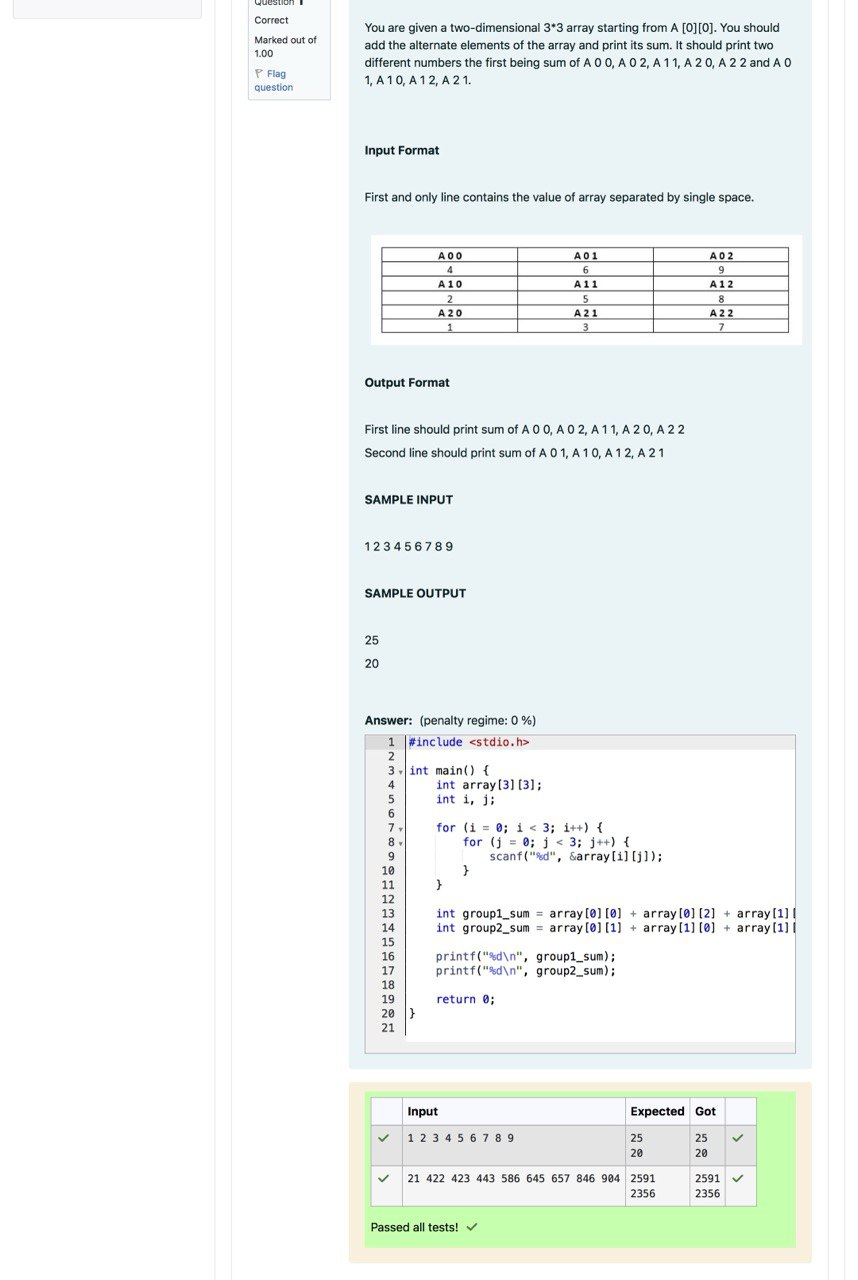 Question 1
Correct
Marked out of
1.00
Flag
question
You are given a two-dimensional 3*3 array starting from A [0][0]. You should
add the alternate elements of the array and print its sum. It should print two
different numbers the first being sum of A 0 0, A 0 2, A 1 1, A 2 0, A 2 2 and A 0
1, A 1 0, A 1 2, A 2 1.
Input Format
First and only line contains the value of array separated by single space.
A 0 0 A 0 1 A 0 2
4 6 9
A 1 0 A 1 1 A 1 2
2 5 8
A 2 0 A 2 1 A 2 2
1 3 7
Output Format
First line should print sum of A 0 0, A 0 2, A 1 1, A 2 0, A 2 2
Second line should print sum of A 0 1, A 1 0, A 1 2, A 2 1
SAMPLE INPUT
1 2 3 4 5 6 7 8 9
SAMPLE OUTPUT
25
20
Answer: (penalty regime: 0 %)
1 #include <stdio.h>
2
3 int main() {
4 int array[3][3];
5 int i, j;
6
7 for (i = 0; i < 3; i++) {
8 for (j = 0; j < 3; j++) {
9 scanf("%d", &array[i][j]);
10 }
11 }
12
13 int group1_sum = array[0][0] + array[0][2] + array[1][
14 int group2_sum = array[0][1] + array[1][0] + array[1][
15
16 printf("%d\n", group1_sum);
17 printf("%d\n", group2_sum);
18
19 return 0;
20 }
21
Input Expected Got
1 2 3 4 5 6 7 8 9 25 25
20 20
21 422 423 443 586 645 657 846 904 2591 2591
2356 2356
Passed all tests!